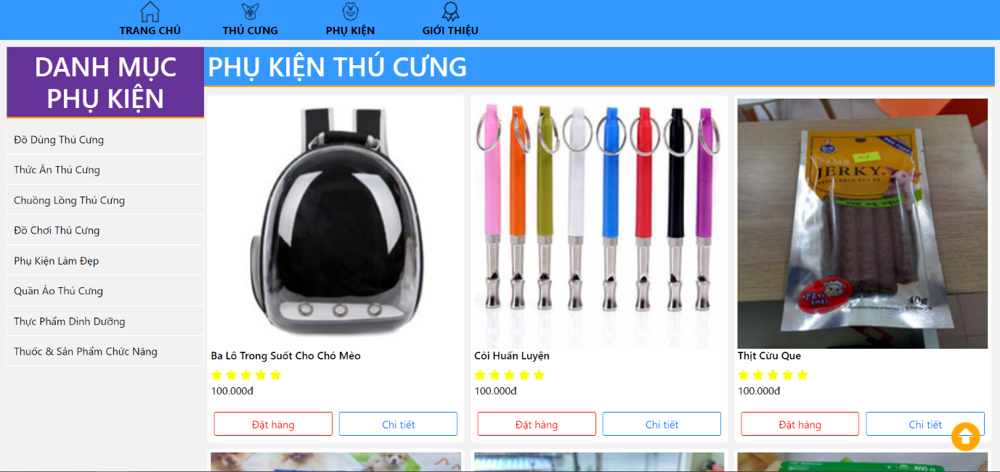 TRANG CHỦ
THÚ CƯNG
PHỤ KIỆN
GIỚI THIỆU
DANH MỤC
PHỤ KIỆN
PHỤ KIỆN THÚ CƯNG
Đồ Dùng Thú Cưng
Thức Ăn Thú Cưng
Chuồng Lồng Thú Cưng
Đồ Chơi Thú Cưng
Phụ Kiện Làm Đẹp
Quần Áo Thú Cưng
Thực Phẩm Dinh Dưỡng
Thuốc & Sản Phẩm Chức Năng
JERKY
40g
Ba Lô Trong Suốt Cho Chó Mèo
100.000đ
Đặt hàng
Chi tiết
Còi Huấn Luyện
100.000đ
Đặt hàng
Chi tiết
Thịt Cừu Que
100.000đ
Đặt hàng
Chi tiết